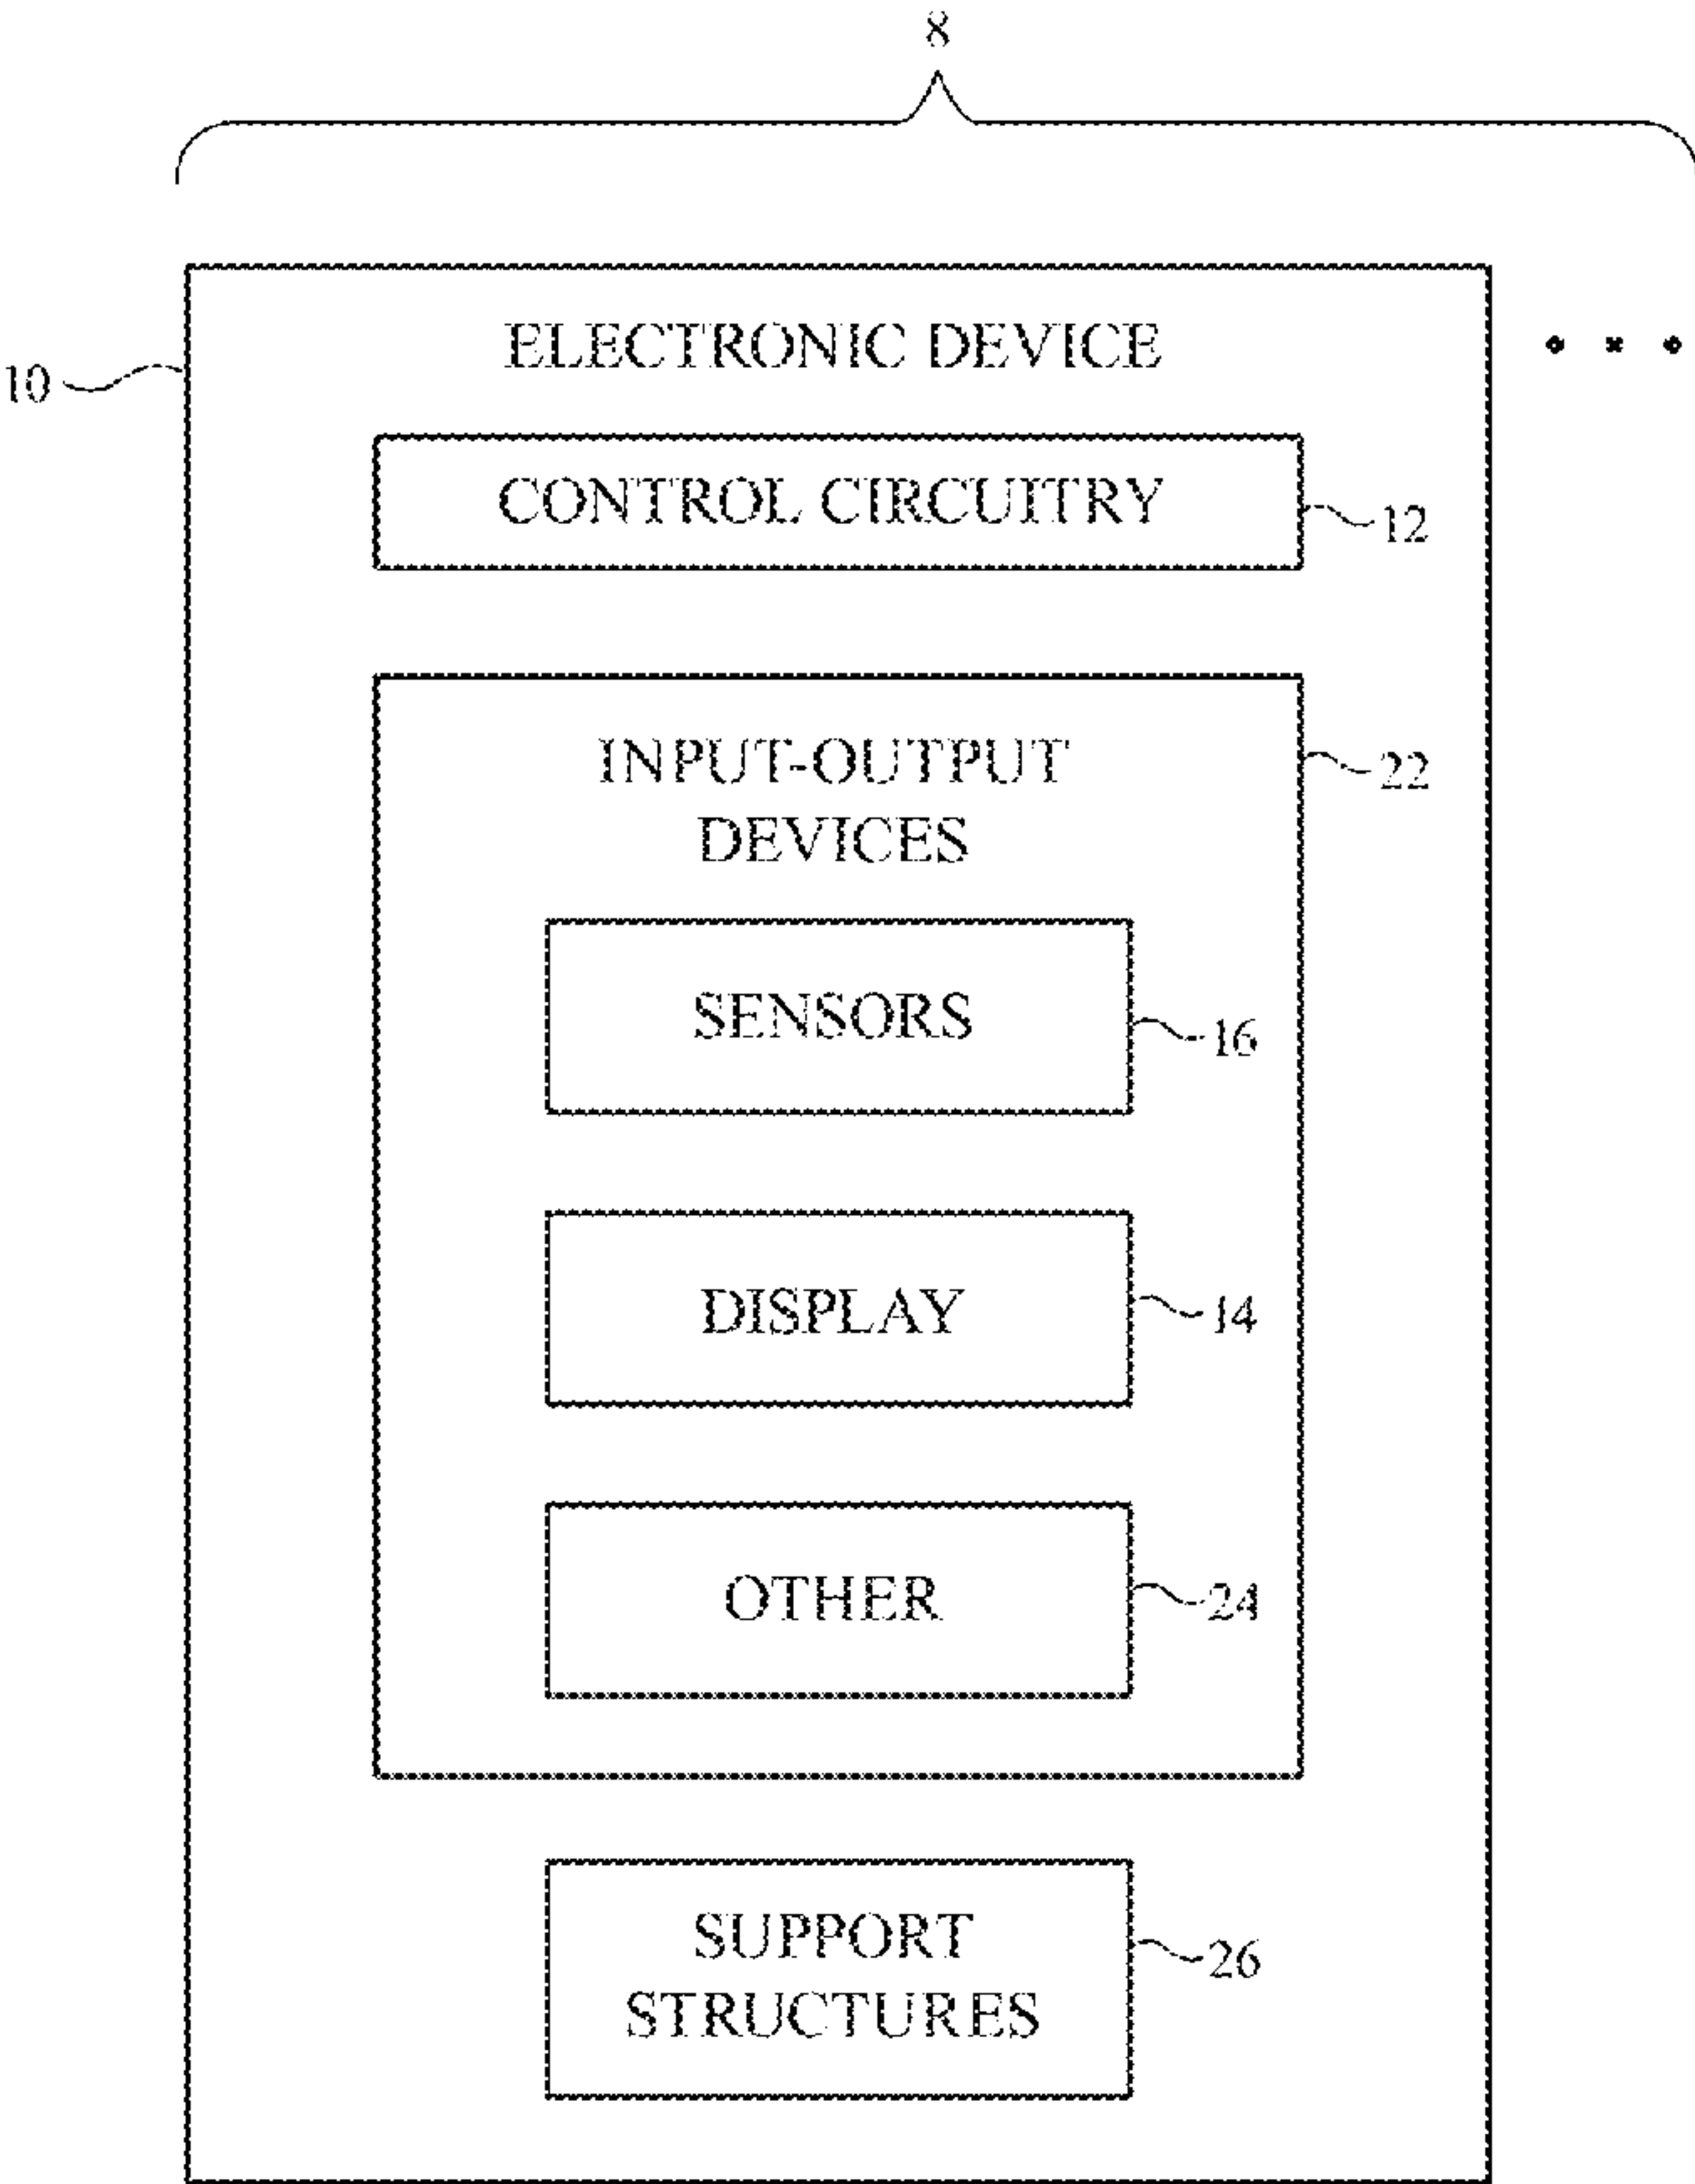 8
ELECTRONIC DEVICE
10
CONTROL CIRCUITRY
12
INPUT-OUTPUT
22
DEVICES
SENSORS
16
DISPLAY
14
OTHER
24
SUPPORT
26
STRUCTURES